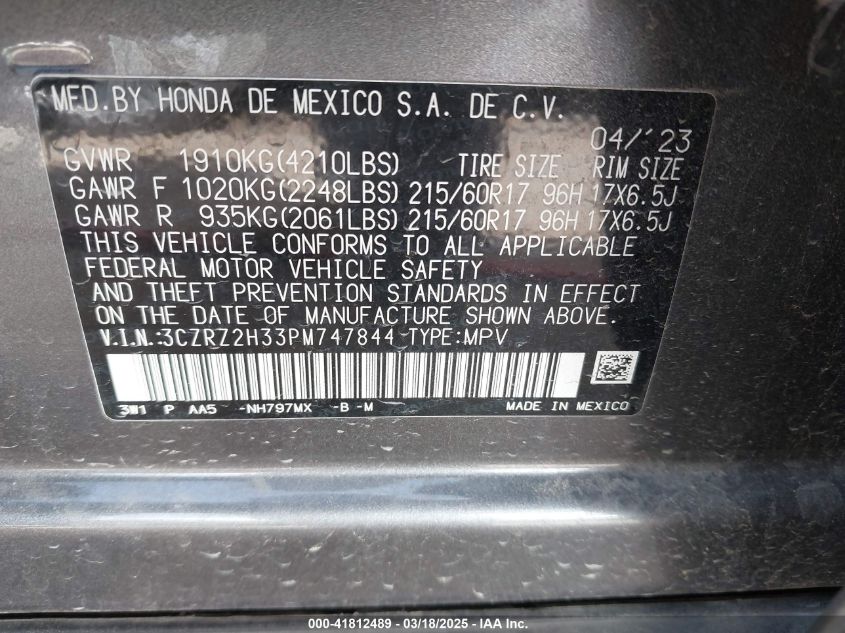 MFD.BY HONDA DE MEXICO S.A. DE C.V.
04/'23
GVWR 1910KG(4210LBS) TIRE SIZE RIM SIZE
GAWR F 1020KG(2248LBS) 215/60R17 96H 17X6.5J
GAWR R 935KG(2061LBS) 215/60R17 96H 17X6.5J
THIS VEHICLE CONFORMS TO ALL APPLICABLE
FEDERAL MOTOR VEHICLE SAFETY
AND THEFT PREVENTION STANDARDS IN EFFECT
ON THE DATE OF MANUFACTURE SHOWN ABOVE.
V.I.N.:3CZRZ2H33PM747844 TYPE:MPV
3W1 P AA5 -NH797MX -B -M MADE IN MEXICO
000-41812489 - 03/18/2025 - IAAI.com